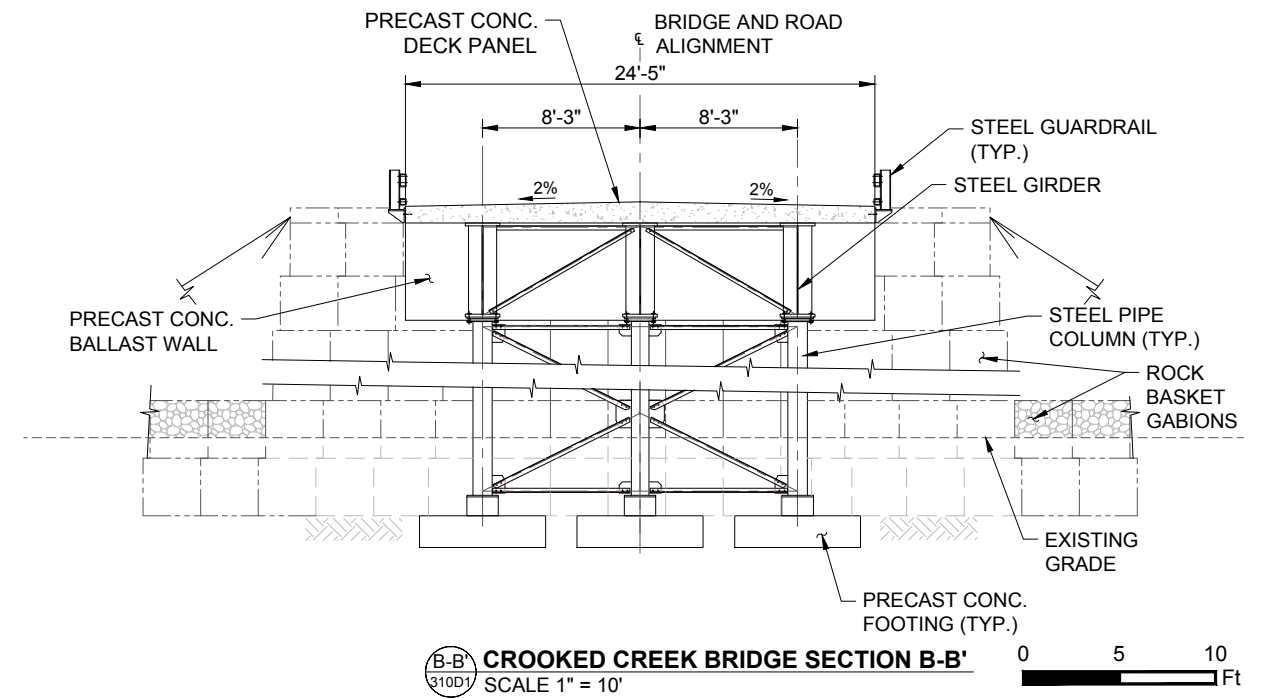 PRECAST CONC.
DECK PANEL
℄ BRIDGE AND ROAD
ALIGNMENT
24'-5"
8'-3"
8'-3"
STEEL GUARDRAIL
(TYP.)
STEEL GIRDER
2%
2%
PRECAST CONC.
BALLAST WALL
STEEL PIPE
COLUMN (TYP.)
ROCK
BASKET
GABIONS
EXISTING
GRADE
PRECAST CONC.
FOOTING (TYP.)
B-B'
310D1
CROOKED CREEK BRIDGE SECTION B-B'
SCALE 1" = 10'
0 5 10
Ft